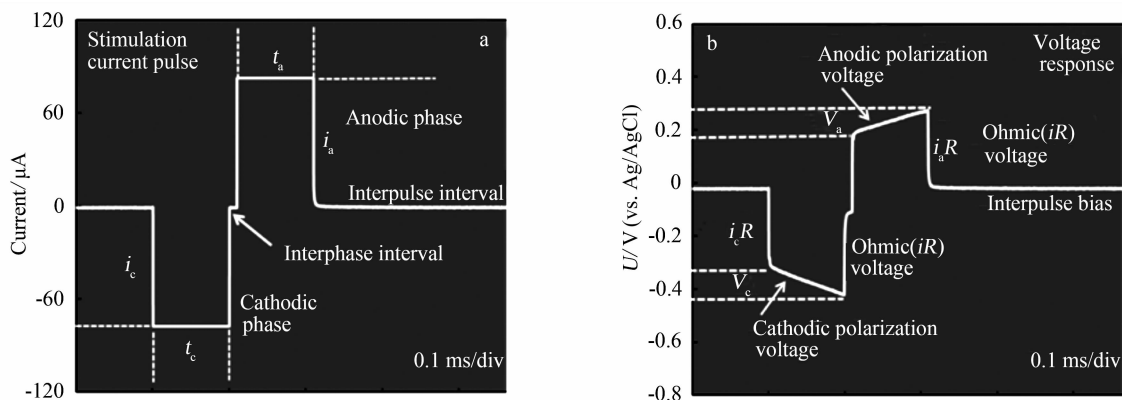 120
60
0
-60
-120
Current/μA
Stimulation
current pulse
a
t_a
Anodic phase
i_a
Interpulse interval
Interphase interval
i_c
Cathodic
phase
t_c
0.1 ms/div
0.6
0.4
0.2
0
-0.2
-0.4
-0.6
-0.8
U/V (vs. Ag/AgCl)
b
Voltage
response
Anodic polarization
voltage
V_a
Ohmic(iR)
voltage
i_aR
Interpulse bias
i_cR
Ohmic(iR)
voltage
V_c
Cathodic polarization
voltage
0.1 ms/div